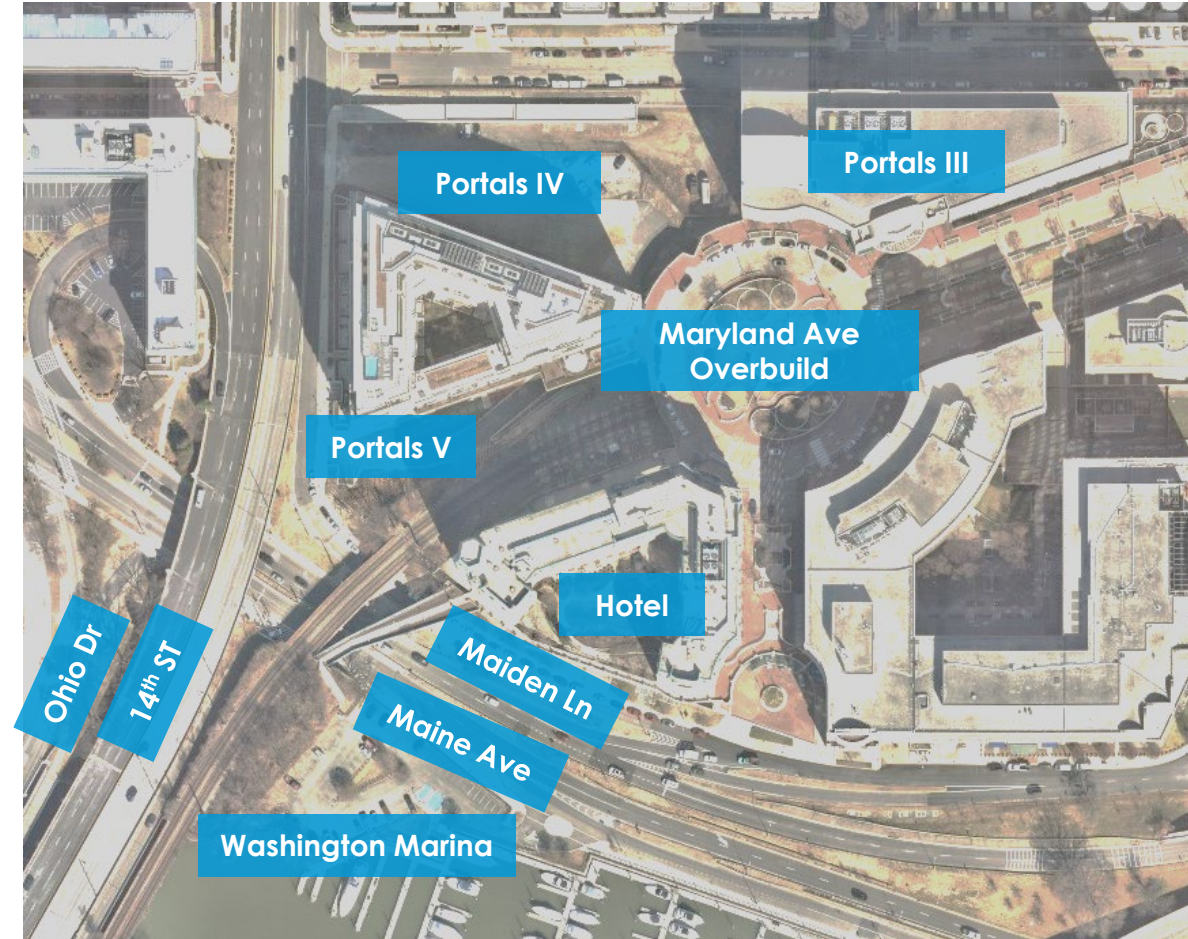 Portals III
Portals IV
Maryland Ave
Overbuild
Portals V
Hotel
Maiden Ln
Ohio Dr
14th ST
Maine Ave
Washington Marina